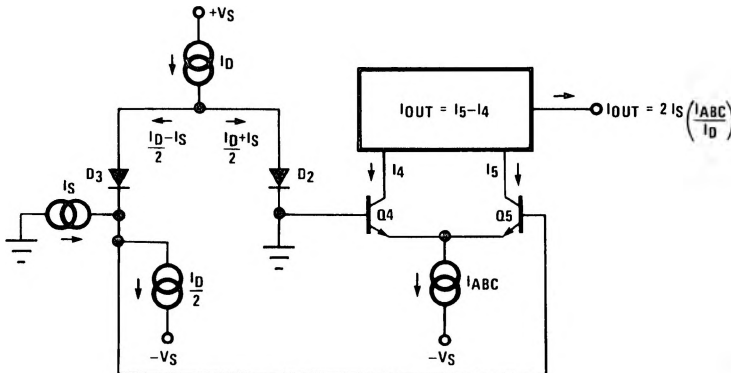 +VS
ID
IOUT = I5–I4
IOUT = 2 IS (IABC/ID)
ID/2 –IS
ID/2 +IS
I4
I5
D3
D2
IS
Q4
Q5
ID/2
IABC
–VS
–VS